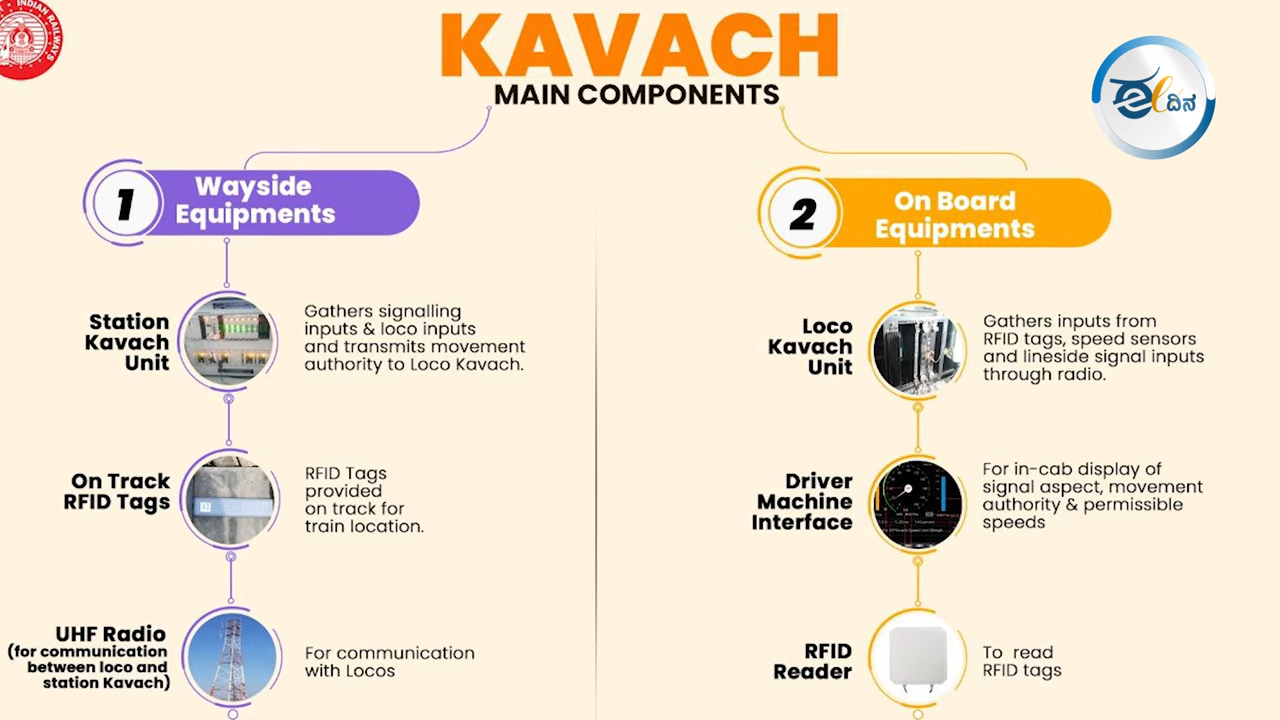 INDIAN RAILWAYS
KAVACH
MAIN COMPONENTS
eಲ ದಿನ
1
Wayside
Equipments
Station
Kavach
Unit
Gathers signalling
inputs & loco inputs
and transmits movement
authority to Loco Kavach.
On Track
RFID Tags
RFID Tags
provided
on track for
train location.
UHF Radio
(for communication
between loco and
station Kavach)
For communication
with Locos
2
On Board
Equipments
Loco
Kavach
Unit
Gathers inputs from
RFID tags, speed sensors
and lineside signal inputs
through radio.
Driver
Machine
Interface
For in-cab display of
signal aspect, movement
authority & permissible
speeds
RFID
Reader
To read
RFID tags